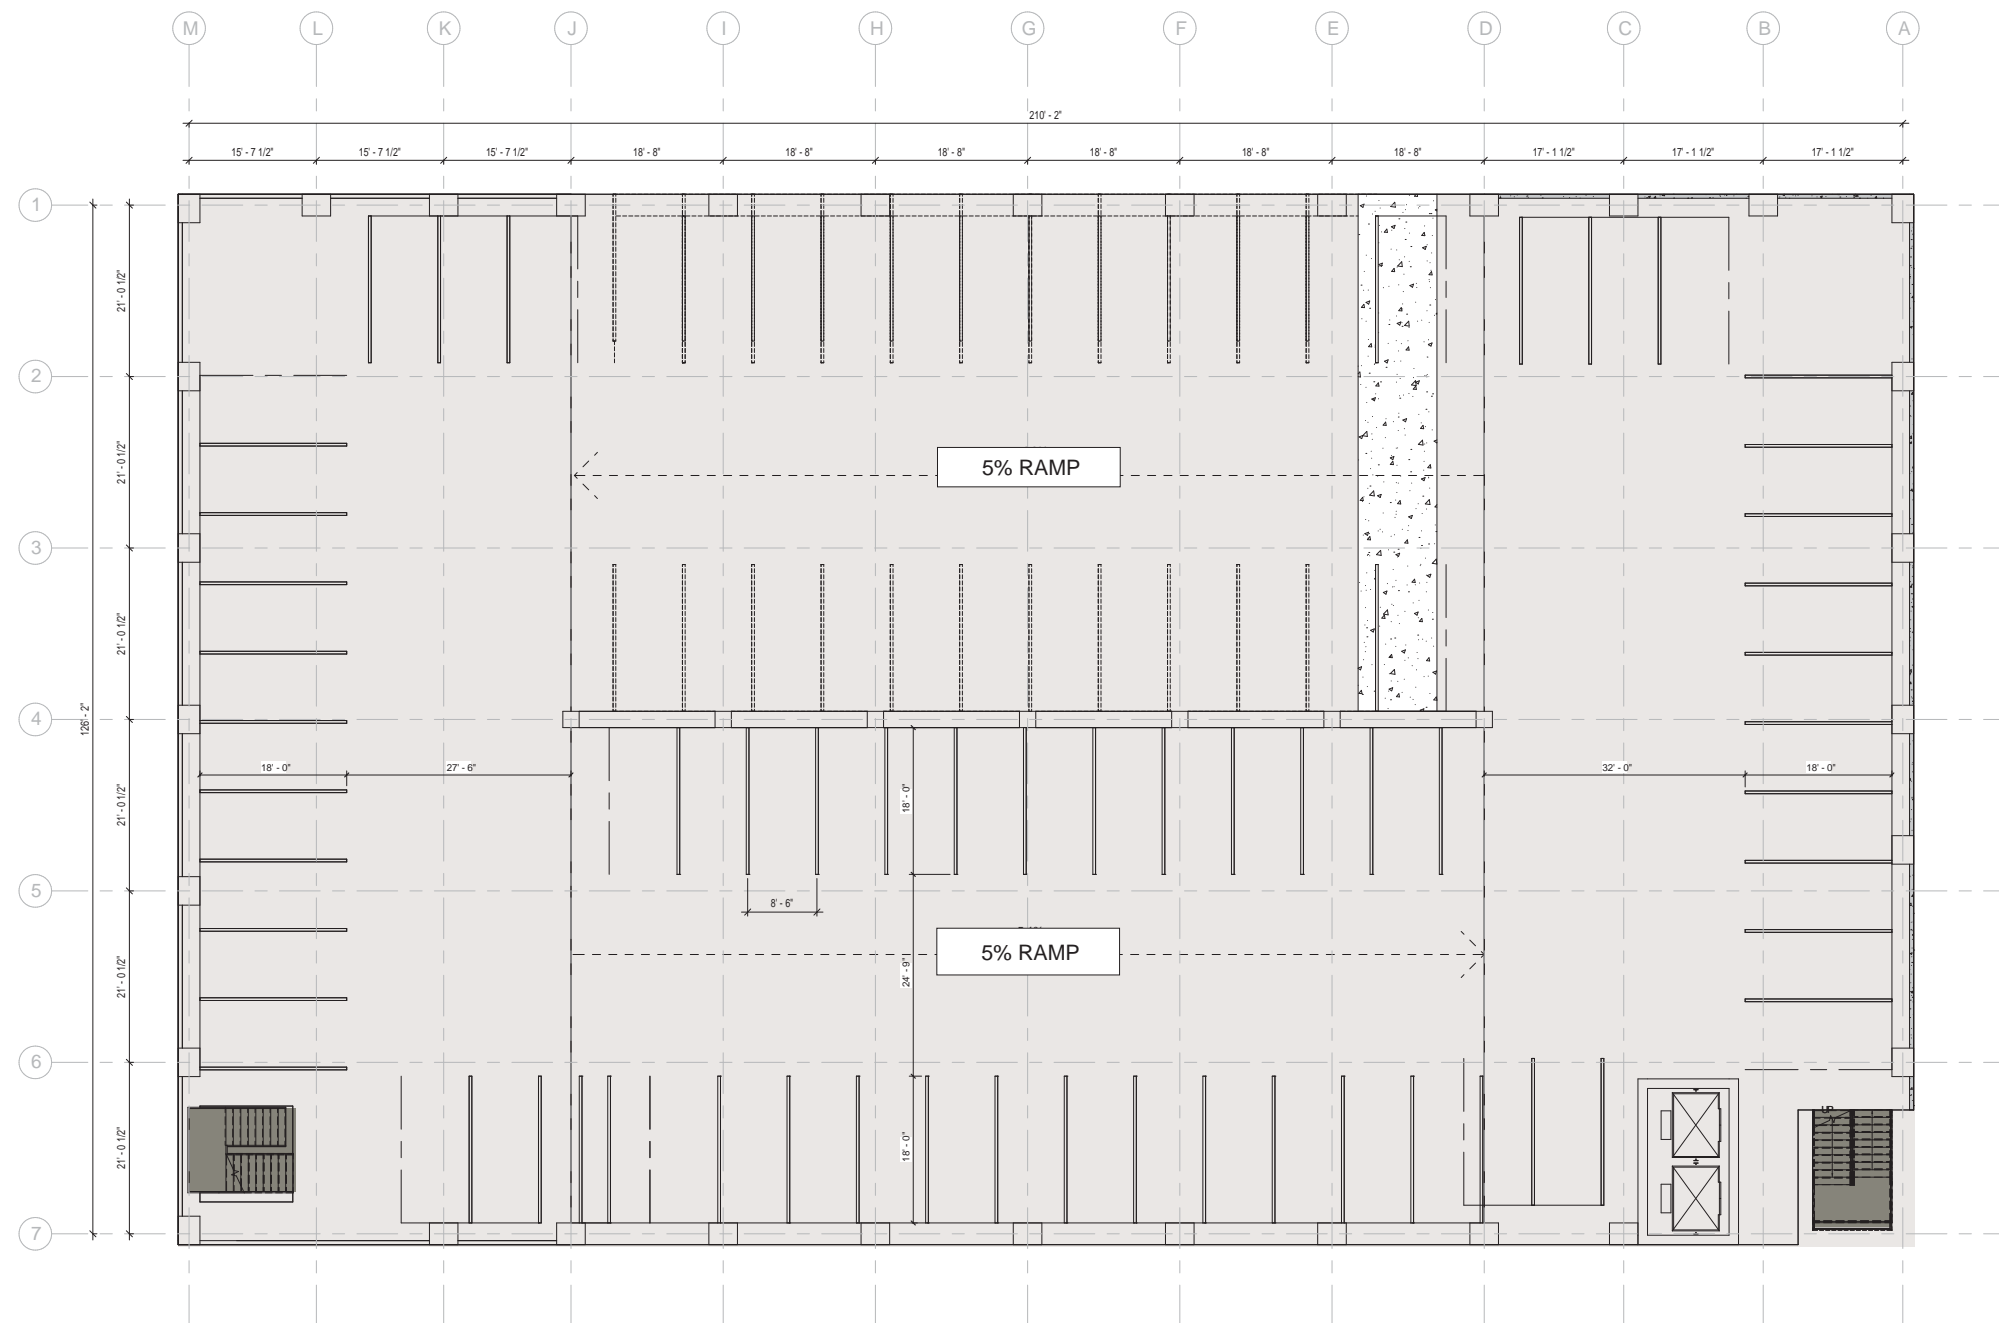 M L K J I H G F E D C B A
210' - 2"
15' - 7 1/2" 15' - 7 1/2" 15' - 7 1/2" 18' - 8" 18' - 8" 18' - 8" 18' - 8" 18' - 8" 18' - 8" 17' - 1 1/2" 17' - 1 1/2" 17' - 1 1/2"
1
21' - 0 1/2"
2
21' - 0 1/2"
5% RAMP
3
21' - 0 1/2"
4
126' - 2"
18' - 0" 27' - 6" 32' - 0" 18' - 0"
21' - 0 1/2"
18' - 0"
5
8' - 6"
5% RAMP
21' - 0 1/2"
24' - 9"
6
UP
21' - 0 1/2"
18' - 0"
7